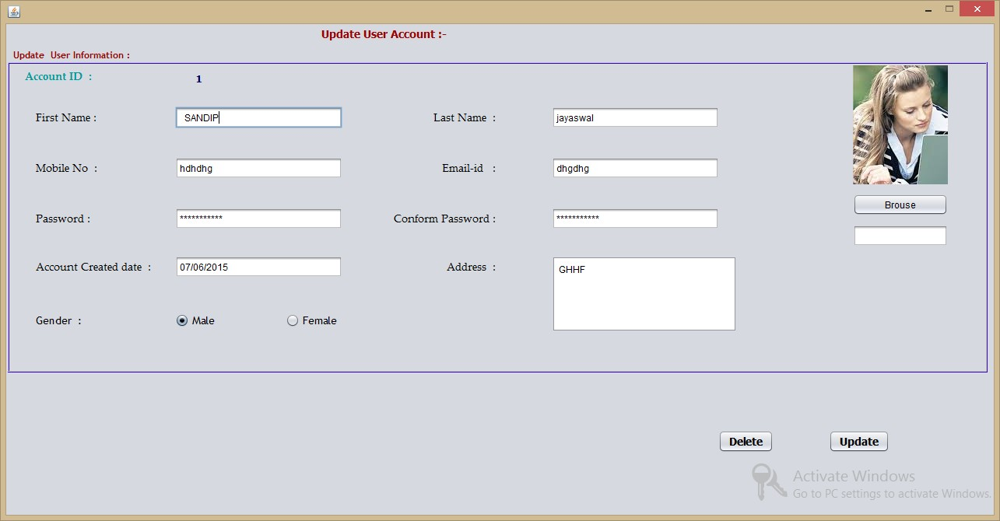 Update User Account :-
Update User Information :
Account ID : 1
First Name : SANDIP Last Name : jayaswal
Mobile No : hdhdhg Email-id : dhgdhg
Password : *********** Conform Password : ***********
Brouse
Account Created date : 07/06/2015 Address : GHHF
Gender : Male Female
Delete Update
Activate Windows
Go to PC settings to activate Windows.